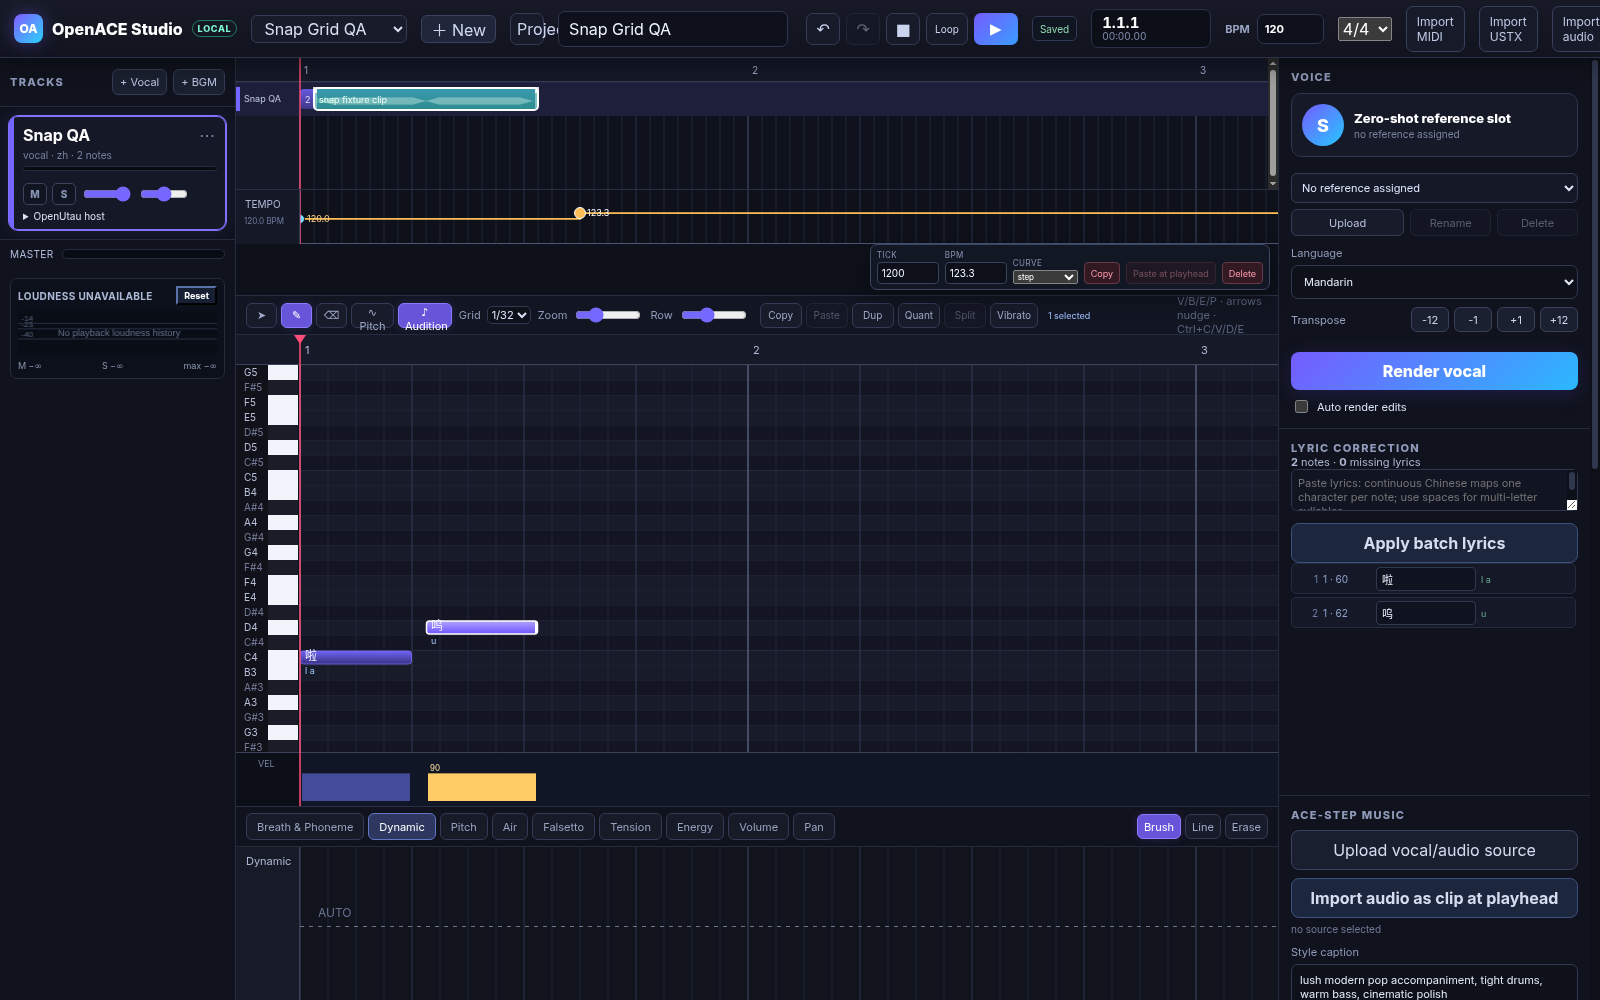 OA OpenACE Studio LOCAL Snap Grid QA + New Projec Snap Grid QA Loop Saved 1.1.1 00:00.00 BPM 120 4/4 Import MIDI Import USTX Import audio
TRACKS + Vocal + BGM
Snap QA ...
vocal · zh · 2 notes
M S
OpenUtau host
MASTER
LOUDNESS UNAVAILABLE Reset
-14
-23
-40
No playback loudness history
M −∞ S −∞ max −∞
1 2 3
Snap QA 2 snap fixture clip
TEMPO
120.0 BPM
120.0 123.3
TICK BPM CURVE
1200 123.3 step Copy Paste at playhead Delete
Pitch Audition Grid 1/32 Zoom Row Copy Paste Dup Quant Split Vibrato 1 selected
V/B/E/P · arrows
nudge ·
Ctrl+C/V/D/E
1 2 3
G5
F#5
F5
E5
D#5
D5
C#5
C5
B4
A#4
A4
G#4
G4
F#4
F4
E4
D#4
D4 呜
C#4 u
C4 啦
B3 l a
A#3
A3
G#3
G3
F#3
VEL 90
Breath & Phoneme Dynamic Pitch Air Falsetto Tension Energy Volume Pan Brush Line Erase
Dynamic
AUTO
VOICE
S Zero-shot reference slot
no reference assigned
No reference assigned
Upload Rename Delete
Language
Mandarin
Transpose -12 -1 +1 +12
Render vocal
Auto render edits
LYRIC CORRECTION
2 notes · 0 missing lyrics
Paste lyrics: continuous Chinese maps one
character per note; use spaces for multi-letter
syllables
Apply batch lyrics
1 1 · 60 啦 l a
2 1 · 62 呜 u
ACE-STEP MUSIC
Upload vocal/audio source
Import audio as clip at playhead
no source selected
Style caption
lush modern pop accompaniment, tight drums,
warm bass, cinematic polish